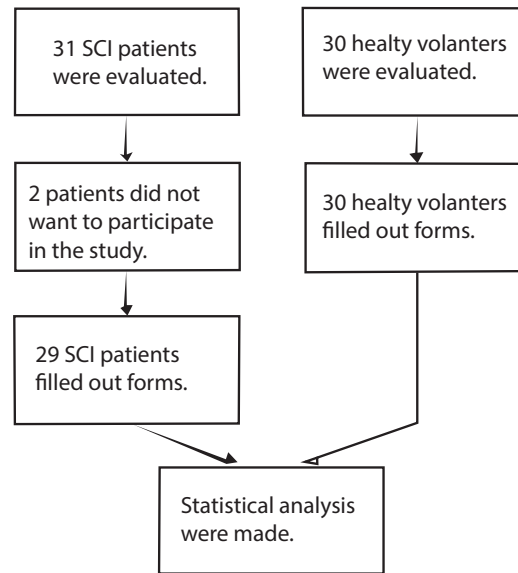 31 SCI patients
were evaluated.
30 healty volanters
were evaluated.
2 patients did not
want to participate
in the study.
30 healty volanters
filled out forms.
29 SCI patients
filled out forms.
Statistical analysis
were made.